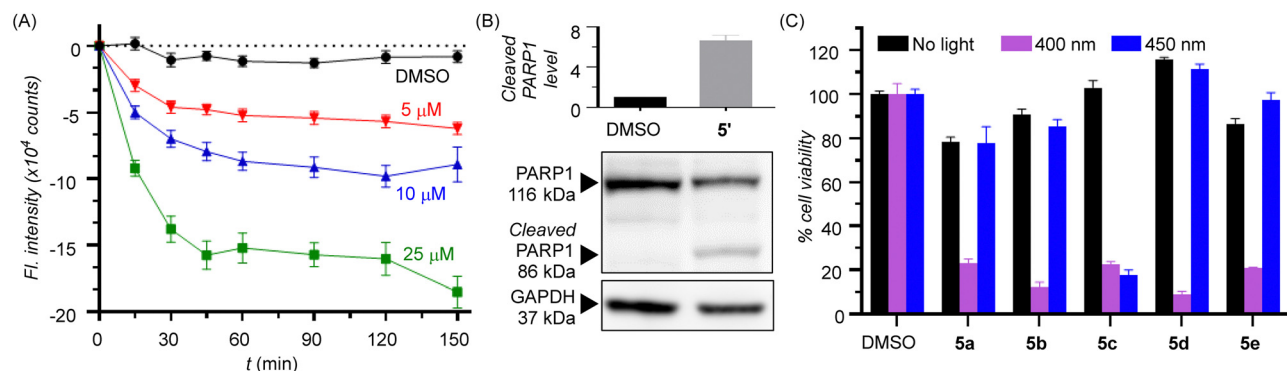 (A)
Fl. intensity (x10⁴ counts)
0
-5
-10
-15
-20
DMSO
5 µM
10 µM
25 µM
0
30
60
90
120
150
t (min)
(B)
Cleaved
PARP1
level
8
4
0
DMSO
5'
PARP1
116 kDa
Cleaved
PARP1
86 kDa
GAPDH
37 kDa
(C)
No light
400 nm
450 nm
% cell viability
120
100
80
60
40
20
0
DMSO
5a
5b
5c
5d
5e